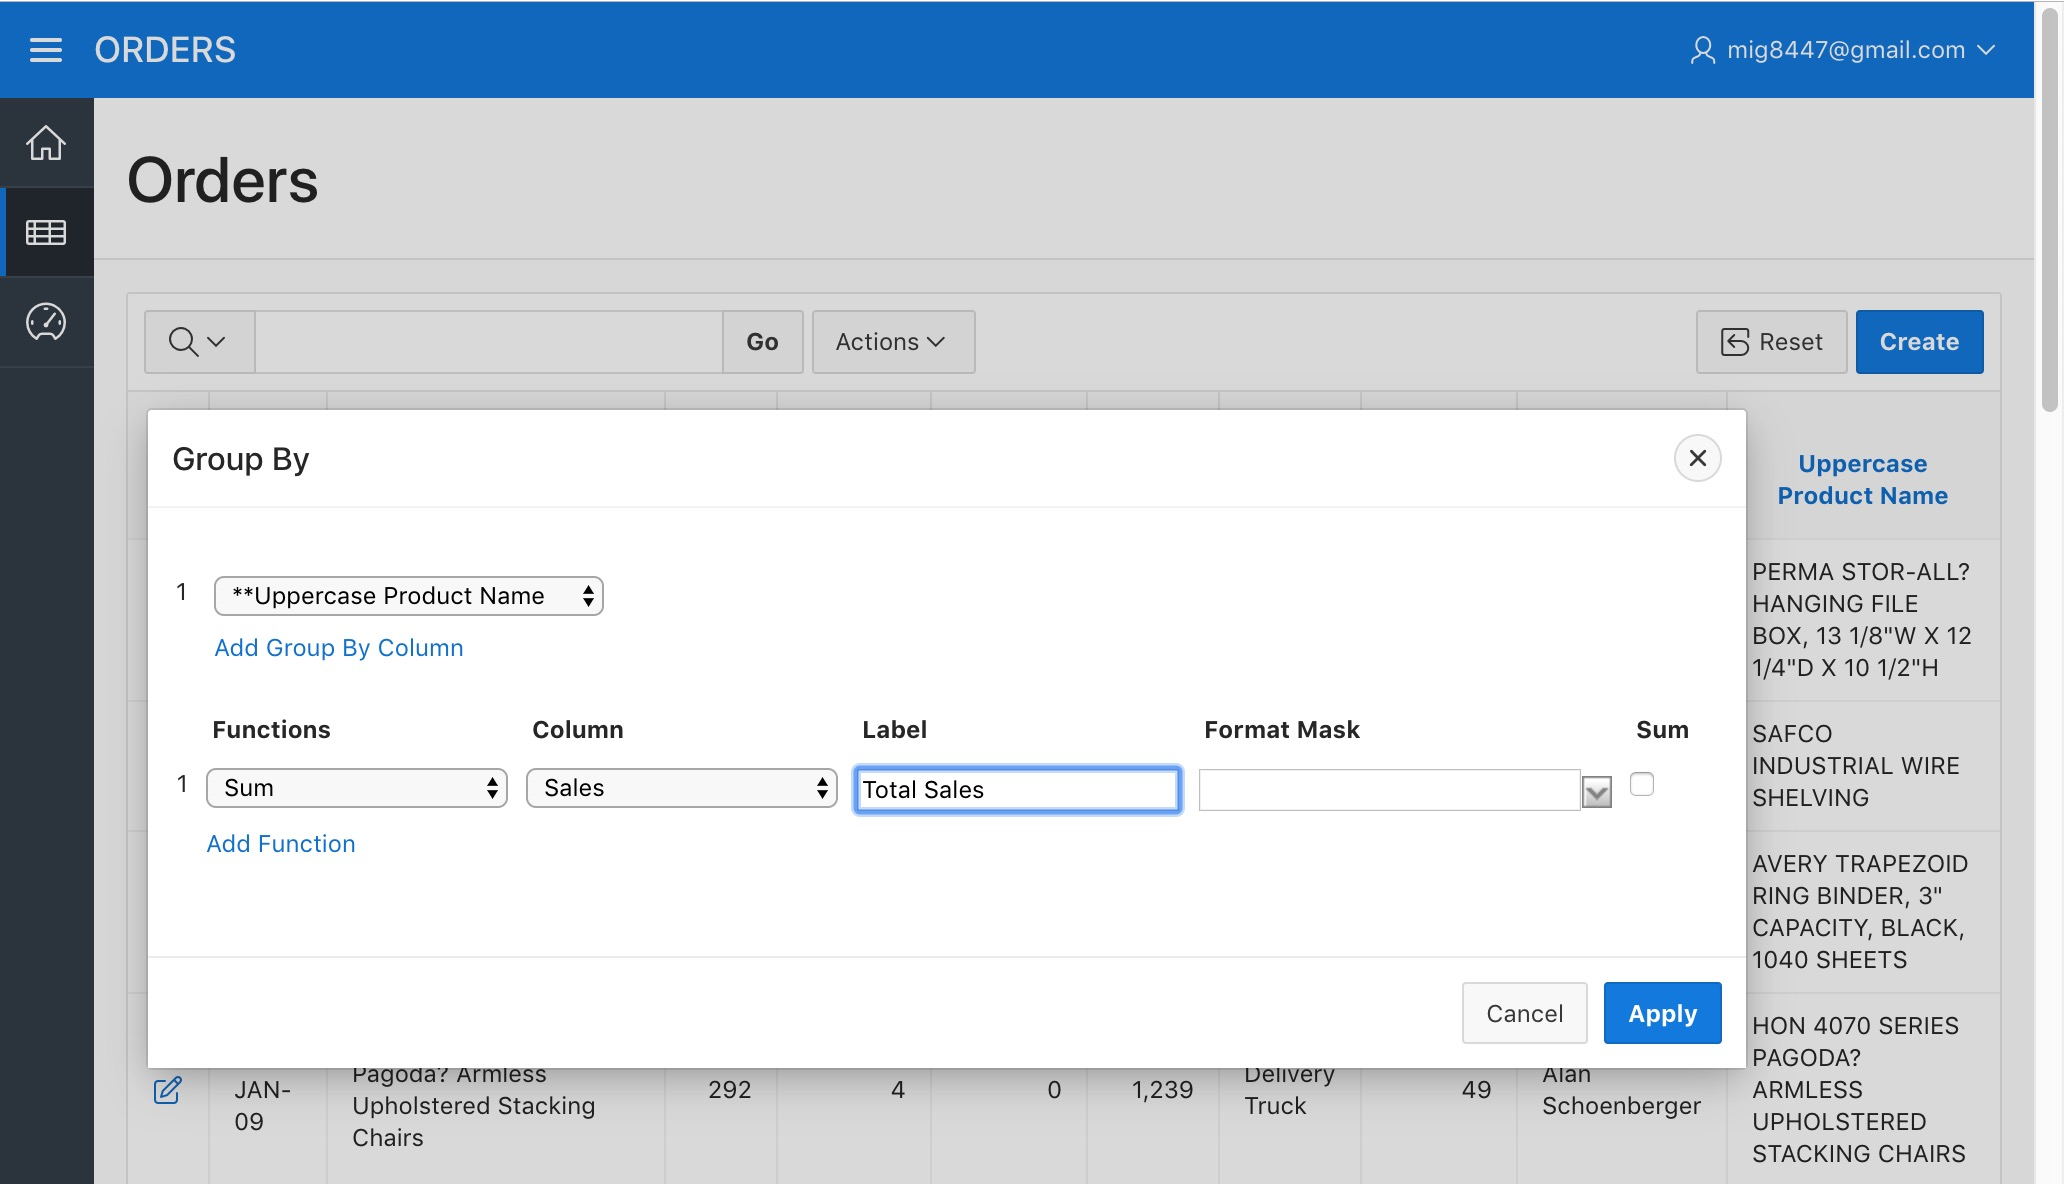 ORDERS
mig8447@gmail.com
Orders
Go
Actions
Reset
Create
Group By
Uppercase
Product Name
1
**Uppercase Product Name
Add Group By Column
Functions Column Label Format Mask Sum
1 Sum Sales Total Sales
Add Function
Cancel
Apply
PERMA STOR-ALL?
HANGING FILE
BOX, 13 1/8"W X 12
1/4"D X 10 1/2"H
SAFCO
INDUSTRIAL WIRE
SHELVING
AVERY TRAPEZOID
RING BINDER, 3"
CAPACITY, BLACK,
1040 SHEETS
JAN-
09
Pagoda? Armless
Upholstered Stacking
Chairs
292
4
0
1,239
Delivery
Truck
49
Alan
Schoenberger
HON 4070 SERIES
PAGODA?
ARMLESS
UPHOLSTERED
STACKING CHAIRS